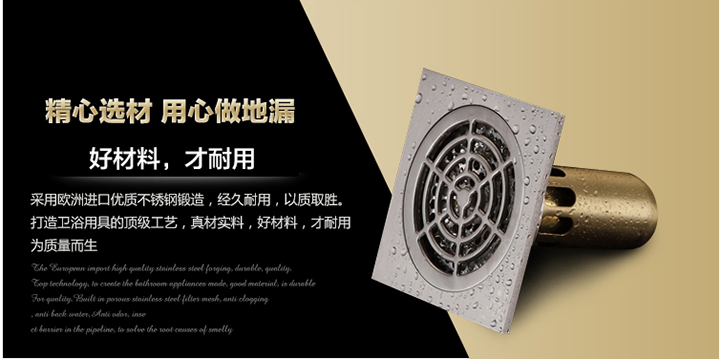 精心选材 用心做地漏
好材料，才耐用
采用欧洲进口优质不锈钢锻造，经久耐用，以质取胜。
打造卫浴用具的顶级工艺，真材实料，好材料，才耐用
为质量而生
The European import high quality stainless steel forging, durable, quality.
Top technology, to create the bathroom appliances made, good material, is durable
For quality.Built in porous stainless steel filter mesh, anti clogging
, anti back water, Anti odor, inse
ct barrier in the pipeline, to solve the root causes of smelly